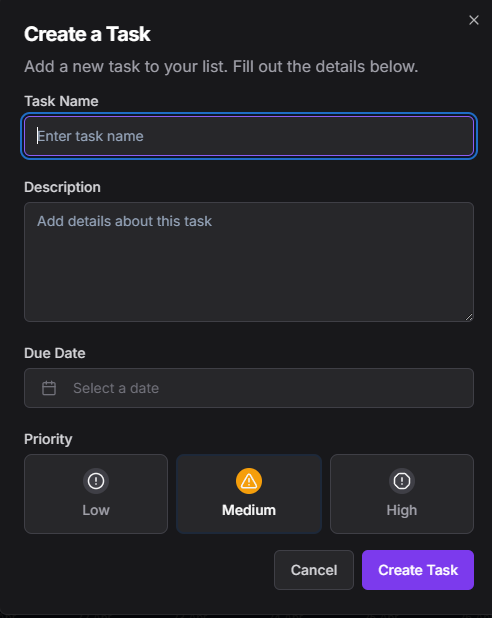 Create a Task
Add a new task to your list. Fill out the details below.
Task Name
Enter task name
Description
Add details about this task
Due Date
Select a date
Priority
Low Medium High
Cancel Create Task